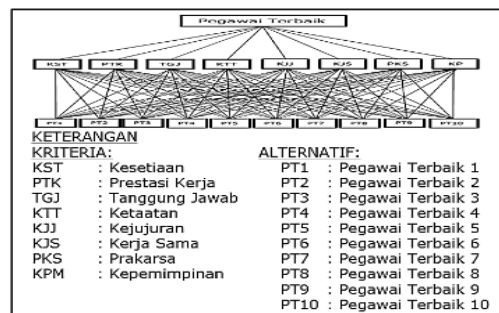 Pegawai Terbaik
KST PTK TGJ KTT KJJ KJS PKS KP
PT1 PT2 PT3 PT4 PT5 PT6 PT7 PT8 PT9 PT10
KETERANGAN
KRITERIA:
KST : Kesetiaan
PTK : Prestasi Kerja
TGJ : Tanggung Jawab
KTT : Ketaatan
KJJ : Kejujuran
KJS : Kerja Sama
PKS : Prakarsa
KPM : Kepemimpinan
ALTERNATIF:
PT1 : Pegawai Terbaik 1
PT2 : Pegawai Terbaik 2
PT3 : Pegawai Terbaik 3
PT4 : Pegawai Terbaik 4
PT5 : Pegawai Terbaik 5
PT6 : Pegawai Terbaik 6
PT7 : Pegawai Terbaik 7
PT8 : Pegawai Terbaik 8
PT9 : Pegawai Terbaik 9
PT10 : Pegawai Terbaik 10